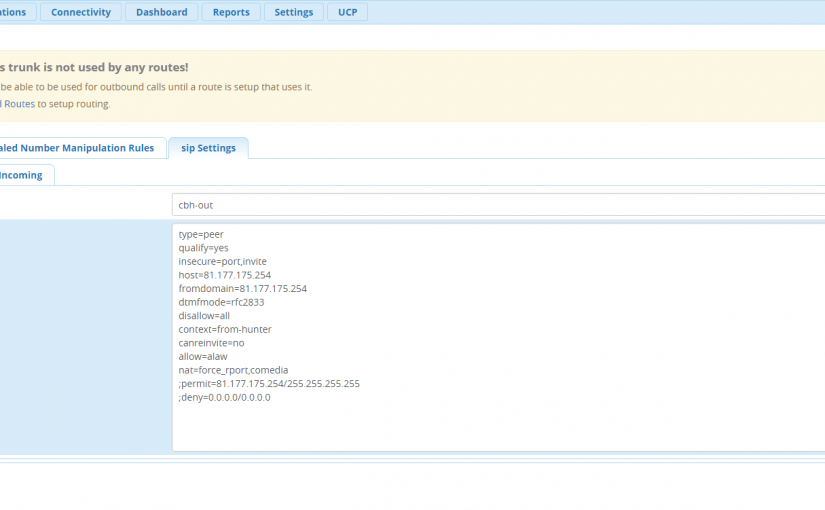 ations Connectivity Dashboard Reports Settings UCP
s trunk is not used by any routes!
be able to be used for outbound calls until a route is setup that uses it.
l Routes to setup routing.
aled Number Manipulation Rules sip Settings
Incoming
cbh-out
type=peer
qualify=yes
insecure=port,invite
host=81.177.175.254
fromdomain=81.177.175.254
dtmfmode=rfc2833
disallow=all
context=from-hunter
canreinvite=no
allow=alaw
nat=force_rport,comedia
;permit=81.177.175.254/255.255.255.255
;deny=0.0.0.0/0.0.0.0